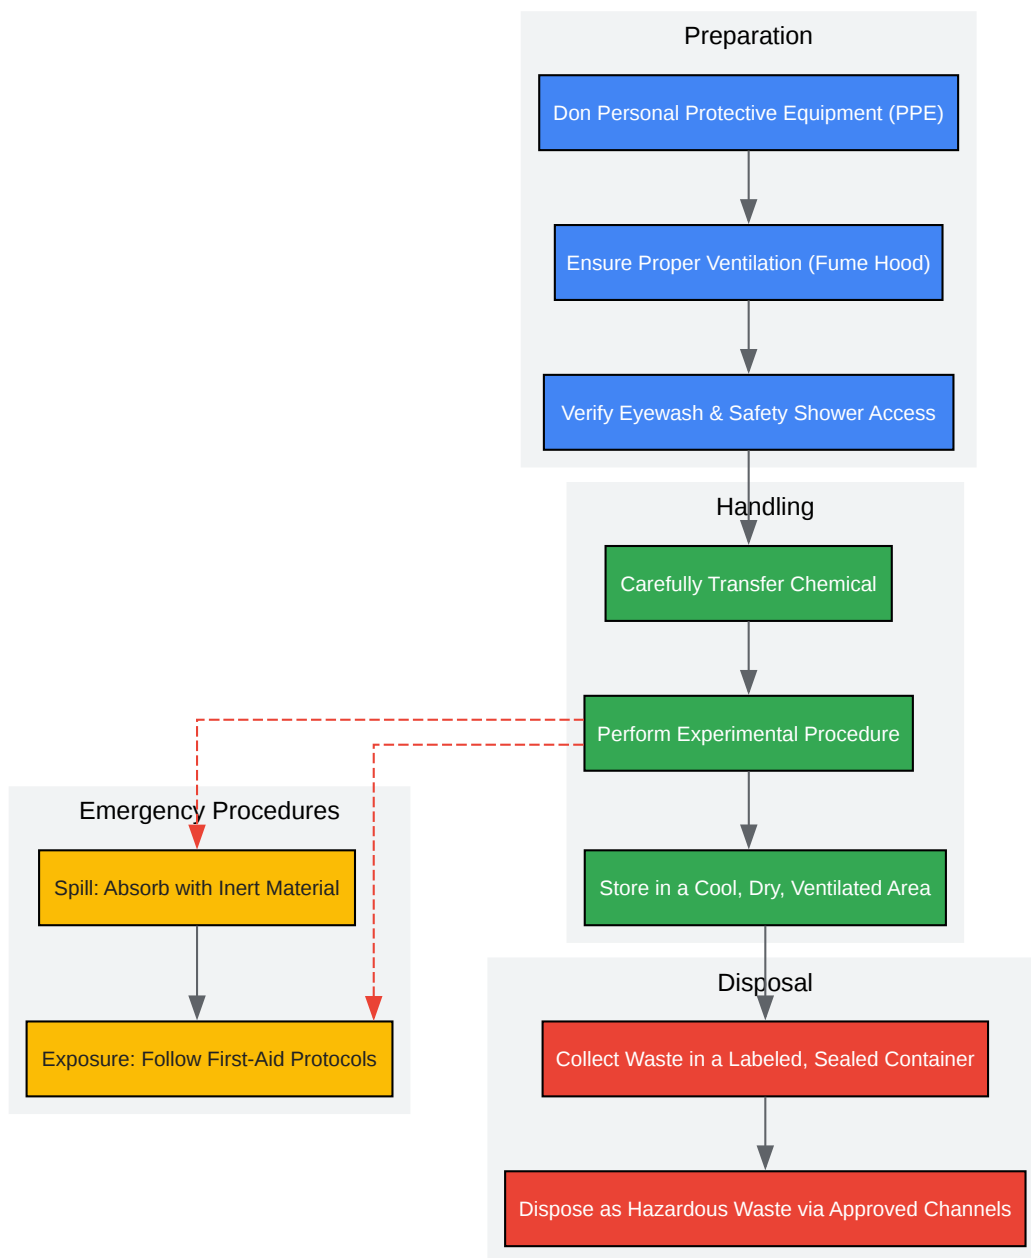 Preparation
Don Personal Protective Equipment (PPE)
Ensure Proper Ventilation (Fume Hood)
Verify Eyewash & Safety Shower Access
Handling
Carefully Transfer Chemical
Perform Experimental Procedure
Store in a Cool, Dry, Ventilated Area
Emergency Procedures
Spill: Absorb with Inert Material
Exposure: Follow First-Aid Protocols
Disposal
Collect Waste in a Labeled, Sealed Container
Dispose as Hazardous Waste via Approved Channels